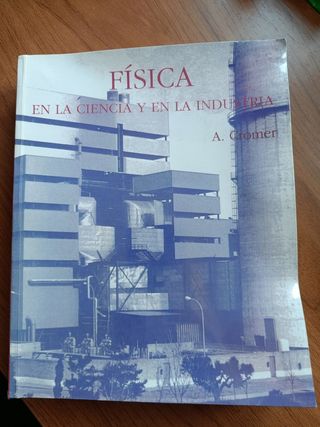 FÍSICA
EN LA CIENCIA Y EN LA INDUSTRIA
A. Cromer